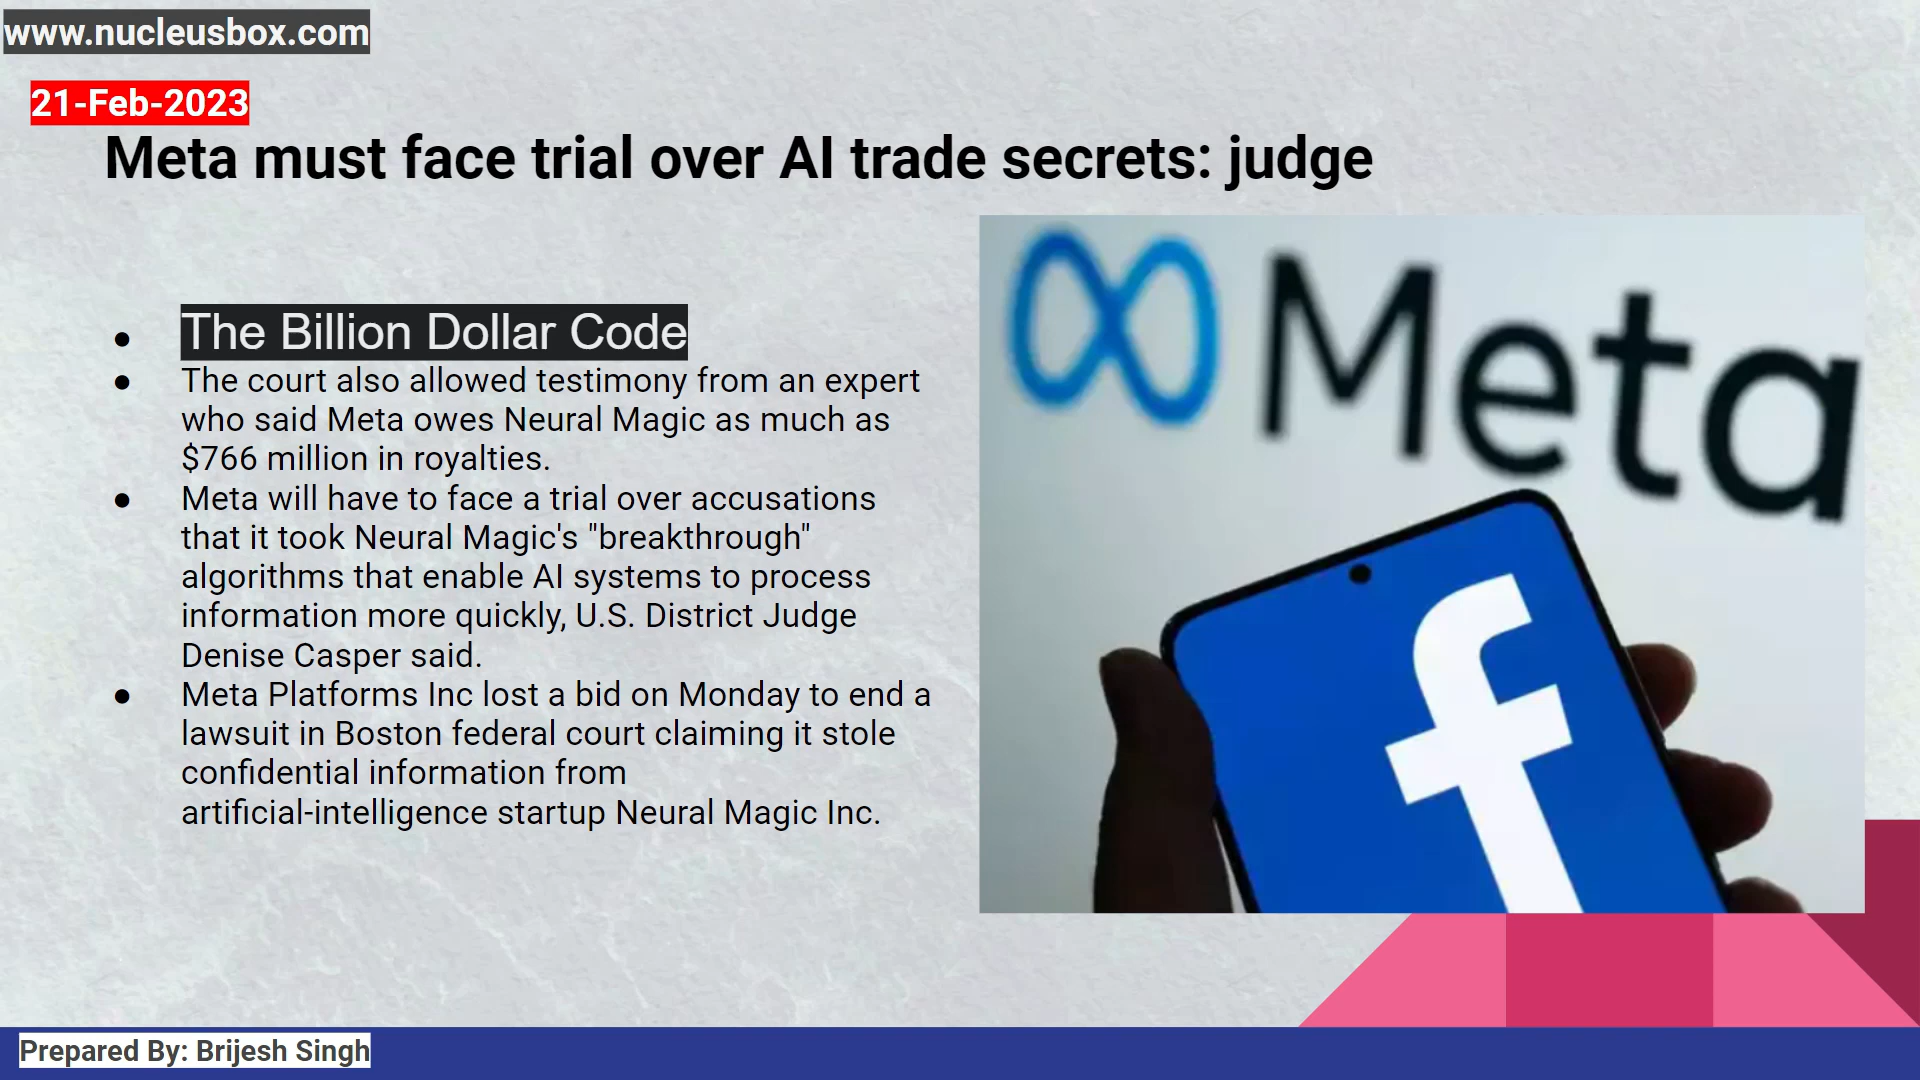 www.nucleusbox.com
21-Feb-2023
Meta must face trial over AI trade secrets: judge
● The Billion Dollar Code
● The court also allowed testimony from an expert
who said Meta owes Neural Magic as much as
$766 million in royalties.
● Meta will have to face a trial over accusations
that it took Neural Magic's "breakthrough"
algorithms that enable AI systems to process
information more quickly, U.S. District Judge
Denise Casper said.
● Meta Platforms Inc lost a bid on Monday to end a
lawsuit in Boston federal court claiming it stole
confidential information from
artificial-intelligence startup Neural Magic Inc.
Meta
f
Prepared By: Brijesh Singh